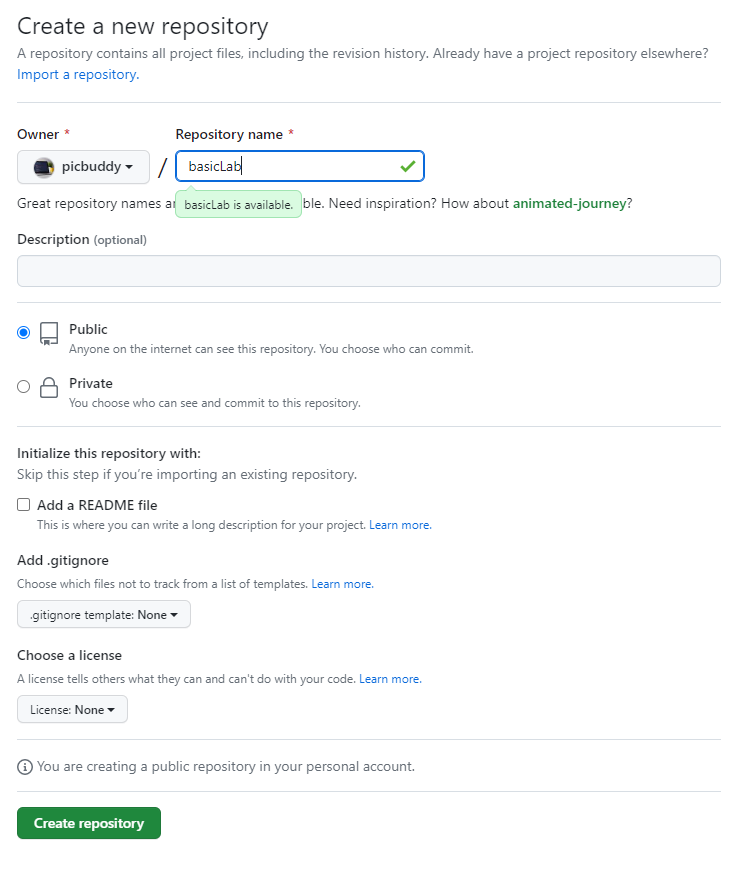 Create a new repository
A repository contains all project files, including the revision history. Already have a project repository elsewhere?
Import a repository.
Owner * Repository name *
picbuddy / basicLab
Great repository names ar ble. Need inspiration? How about animated-journey?
basicLab is available.
Description (optional)
Public
Anyone on the internet can see this repository. You choose who can commit.
Private
You choose who can see and commit to this repository.
Initialize this repository with:
Skip this step if you're importing an existing repository.
Add a README file
This is where you can write a long description for your project. Learn more.
Add .gitignore
Choose which files not to track from a list of templates. Learn more.
.gitignore template: None
Choose a license
A license tells others what they can and can't do with your code. Learn more.
License: None
You are creating a public repository in your personal account.
Create repository